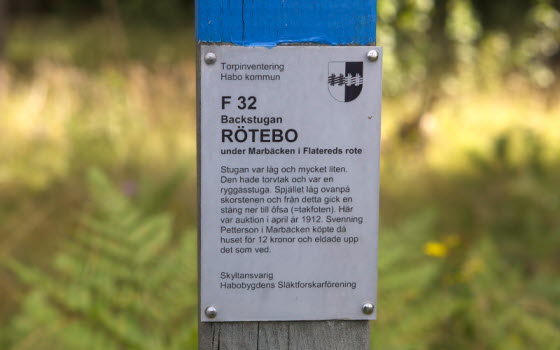 Torpinventering
Habo kommun
F 32
Backstugan
RÖTEBO
under Marbäcken i Flatereds rote
Stugan var låg och mycket liten.
Den hade torvtak och var en
ryggåsstuga. Spjället låg ovanpå
skorstenen och från detta gick en
stång ner till öfsa (=takfoten). Här
var auktion i april år 1912. Svenning
Petterson i Marbäcken köpte då
huset för 12 kronor och eldade upp
det som ved.
Skyltansvarig
Habobygdens Släktforskarförening